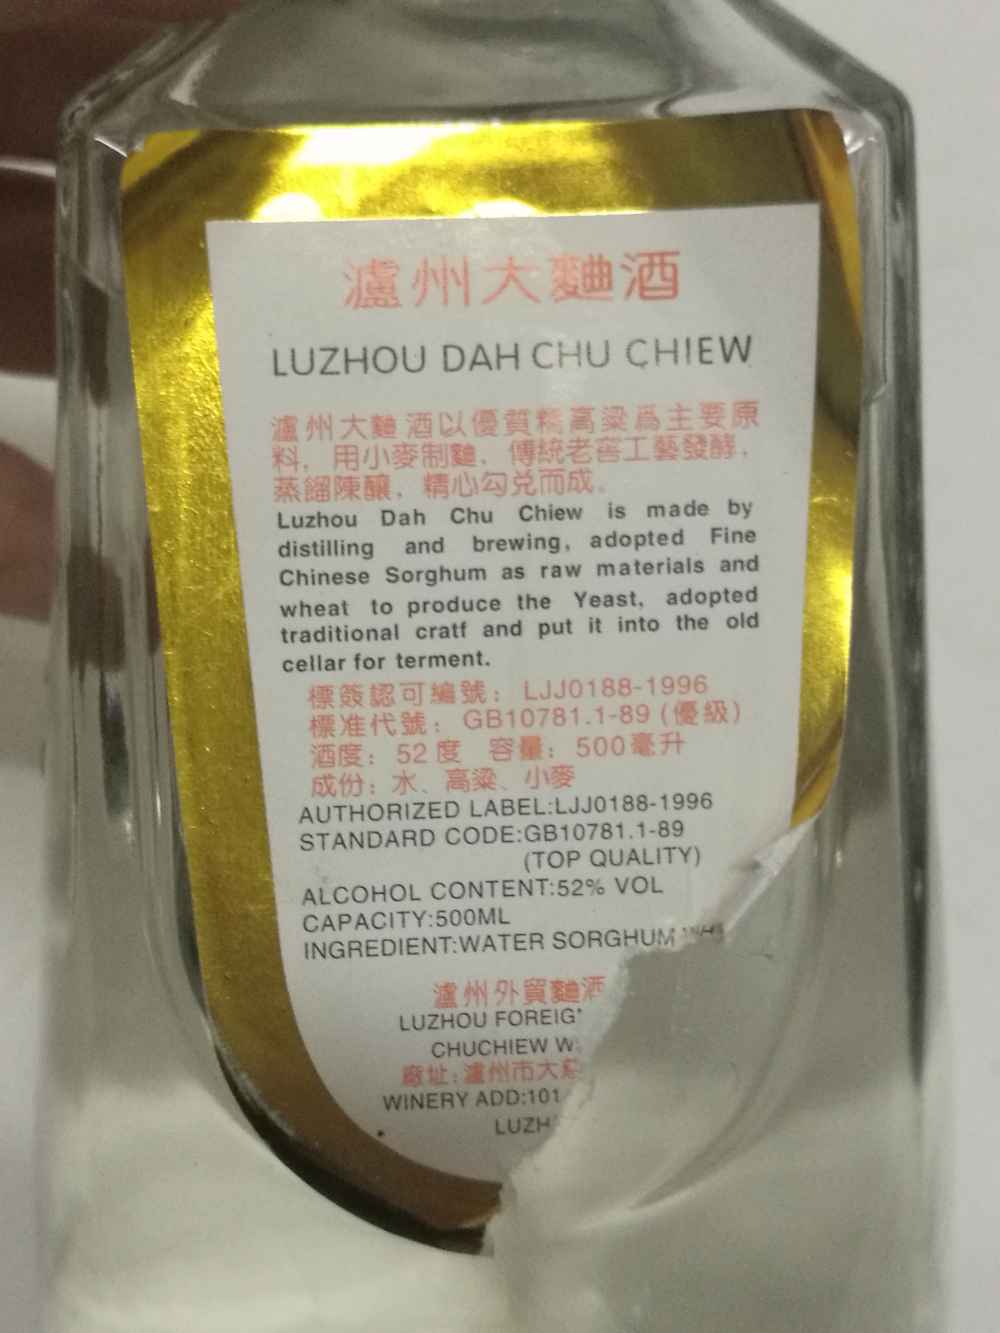 瀘州大麯酒
LUZHOU DAH CHU CHIEW
瀘州大麯酒以優質糯高粱爲主要原
料，用小麥制麯，傳統老窖工藝發酵，
蒸餾陳釀，精心勾兑而成。
Luzhou Dah Chu Chiew is made by
distilling and brewing, adopted Fine
Chinese Sorghum as raw materials and
wheat to produce the Yeast, adopted
traditional cratf and put it into the old
cellar for terment.
標簽認可編號：LJJ0188-1996
標准代號：GB10781.1-89 (優級)
酒度：52度 容量：500毫升
成份：水、高粱、小麥
AUTHORIZED LABEL:LJJ0188-1996
STANDARD CODE:GB10781.1-89
(TOP QUALITY)
ALCOHOL CONTENT:52% VOL
CAPACITY:500ML
INGREDIENT:WATER SORGHUM
瀘州外貿麯酒
LUZHOU FOREIG
CHUCHIEW W
廠址：瀘州市大
WINERY ADD:101
LUZH